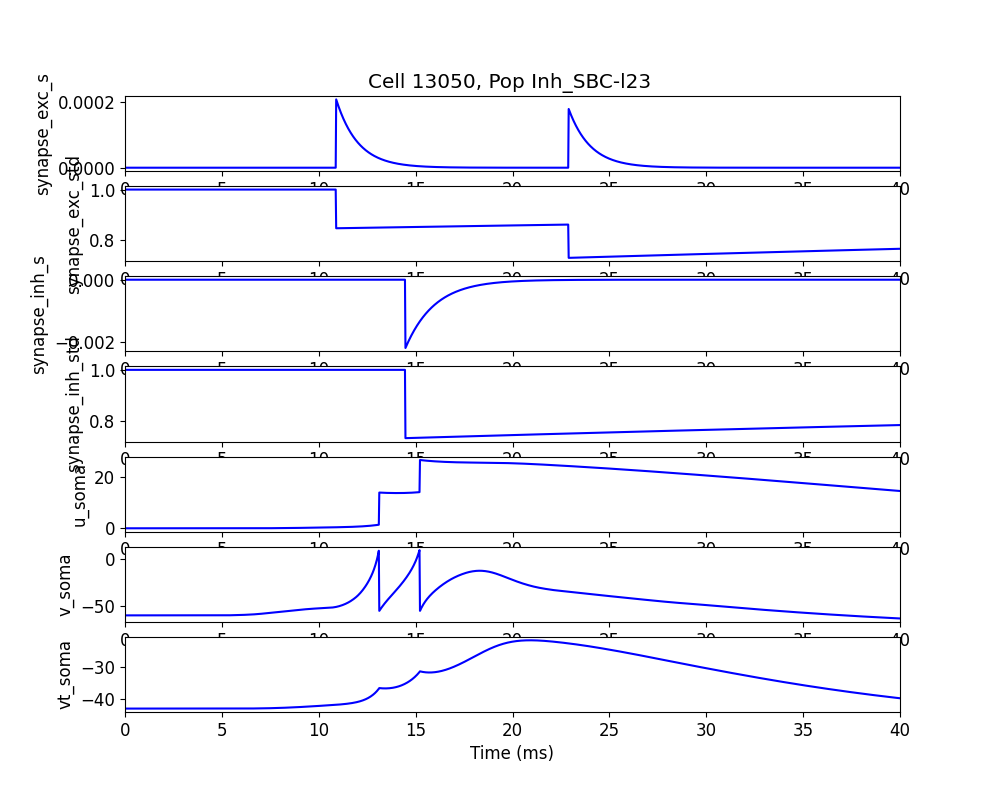 Cell 13050, Pop Inh_SBC-l23
synapse_exc_s
0.0002
0.0000
synapse_exc_std
1.0
0.8
synapse_inh_s
0.000
−0.002
synapse_inh_std
1.0
0.8
u_soma
20
0
v_soma
0
−50
vt_soma
−30
−40
0 5 10 15 20 25 30 35 40
Time (ms)